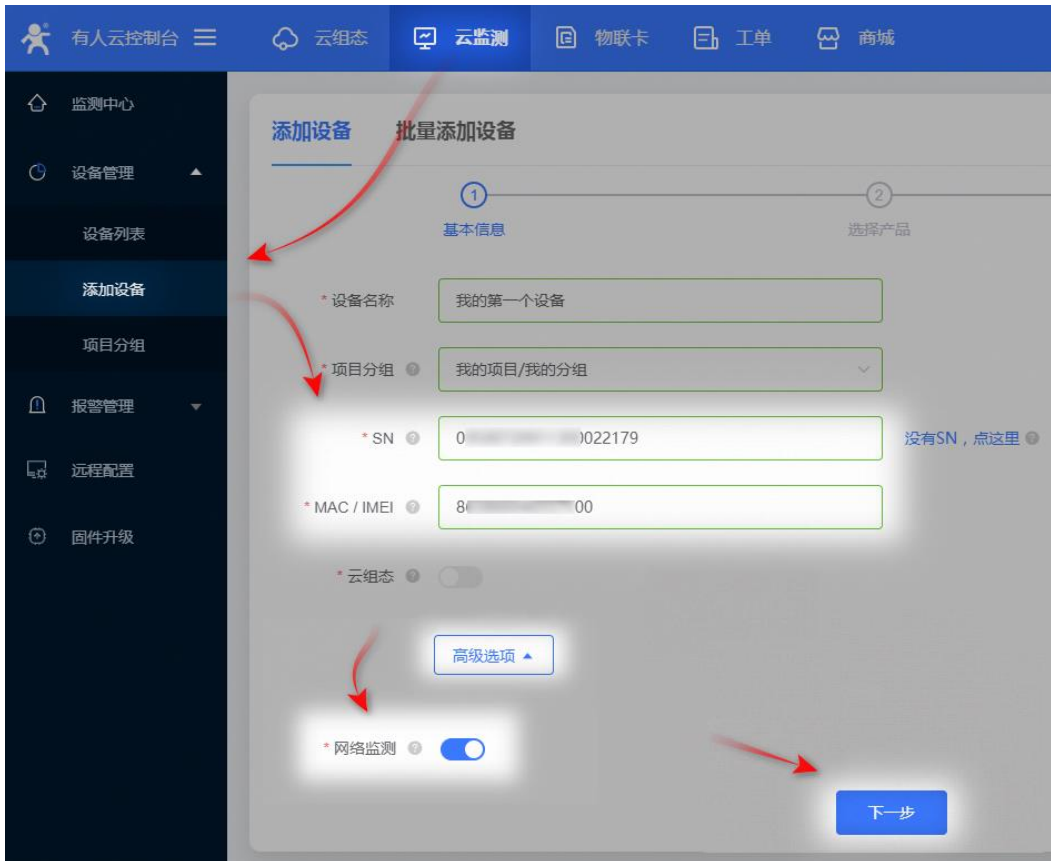 有人云控制台 云组态 云监测 物联卡 工单 商城
监测中心
设备管理
设备列表
添加设备
项目分组
报警管理
远程配置
固件升级
添加设备 批量添加设备
1 2
基本信息 选择产品
* 设备名称 我的第一个设备
* 项目分组 我的项目/我的分组
* SN 0 022179 没有SN，点这里
* MAC / IMEI 8 00
* 云组态
高级选项
* 网络监测
下一步